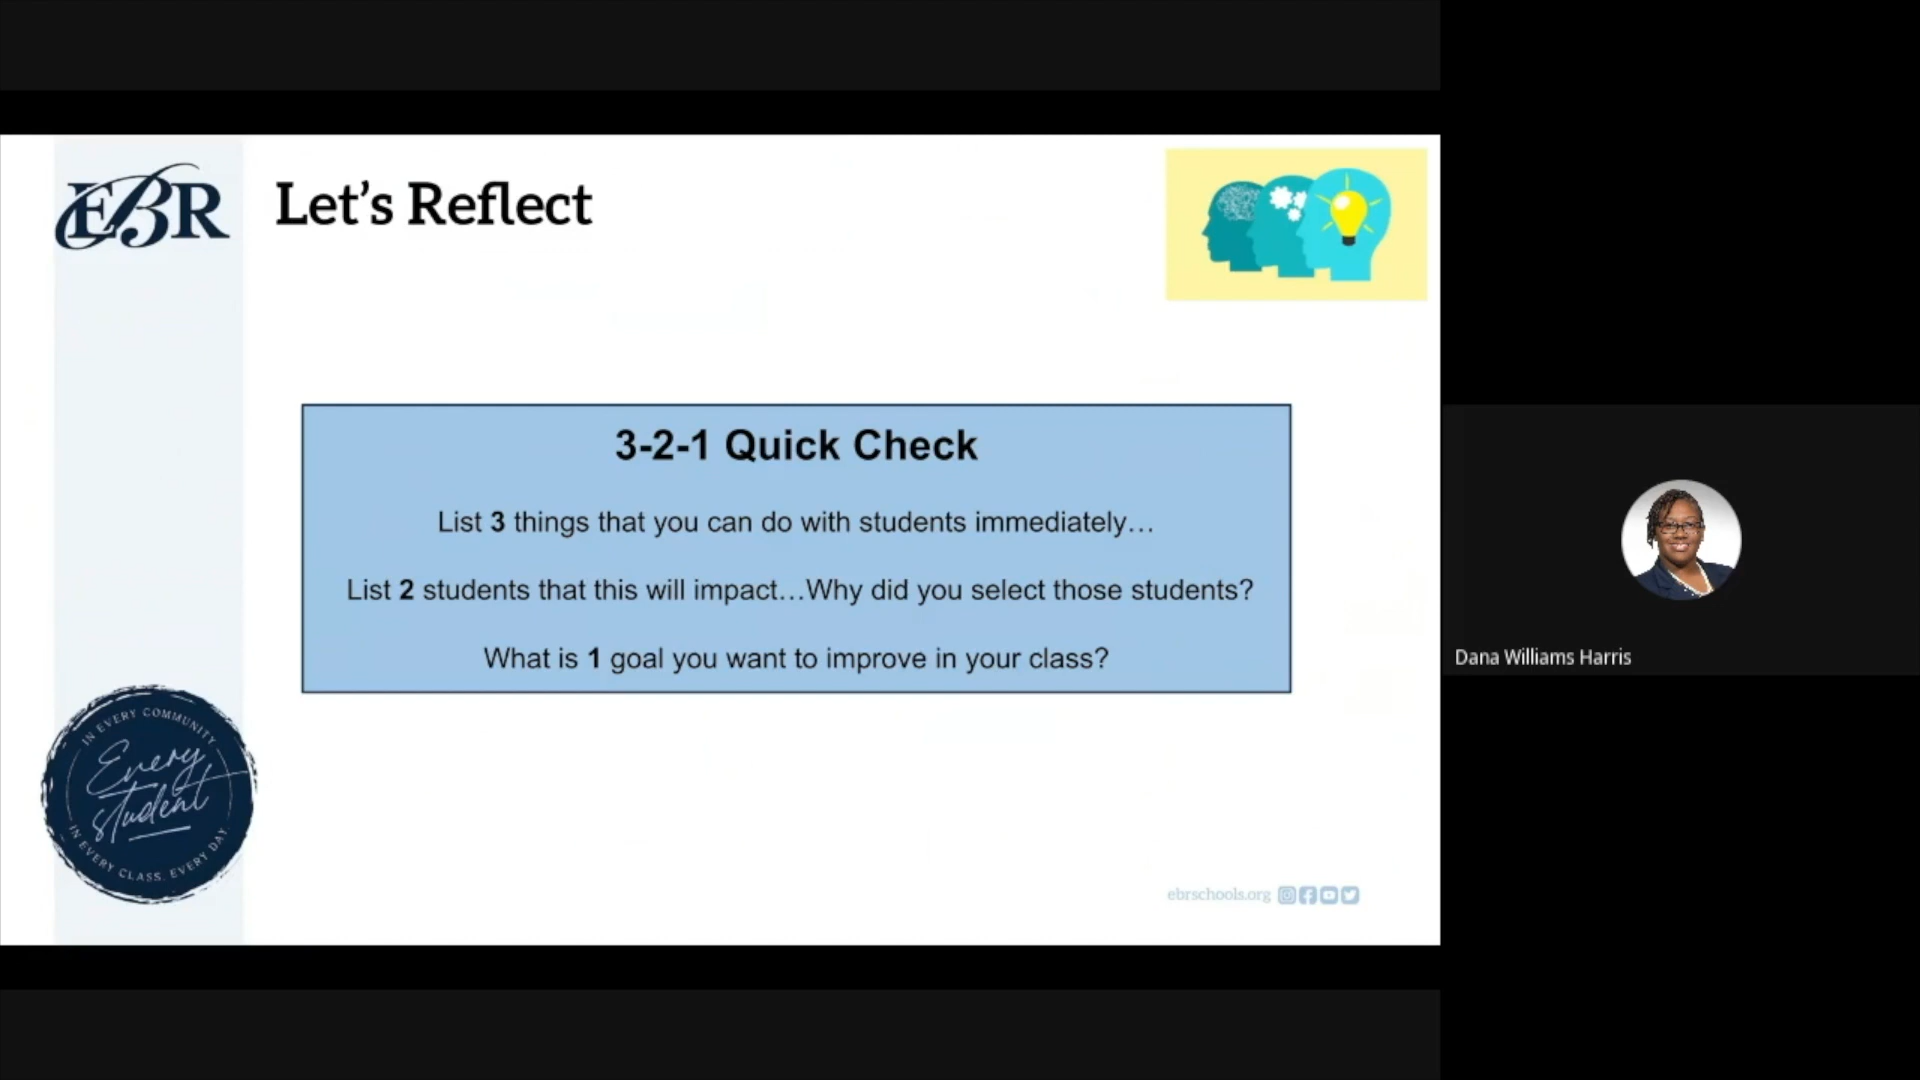 EBR
Let’s Reflect
3-2-1 Quick Check
List 3 things that you can do with students immediately…
List 2 students that this will impact…Why did you select those students?
What is 1 goal you want to improve in your class?
Dana Williams Harris
IN EVERY COMMUNITY
Every
student
IN EVERY CLASS. EVERY DAY
ebrschools.org